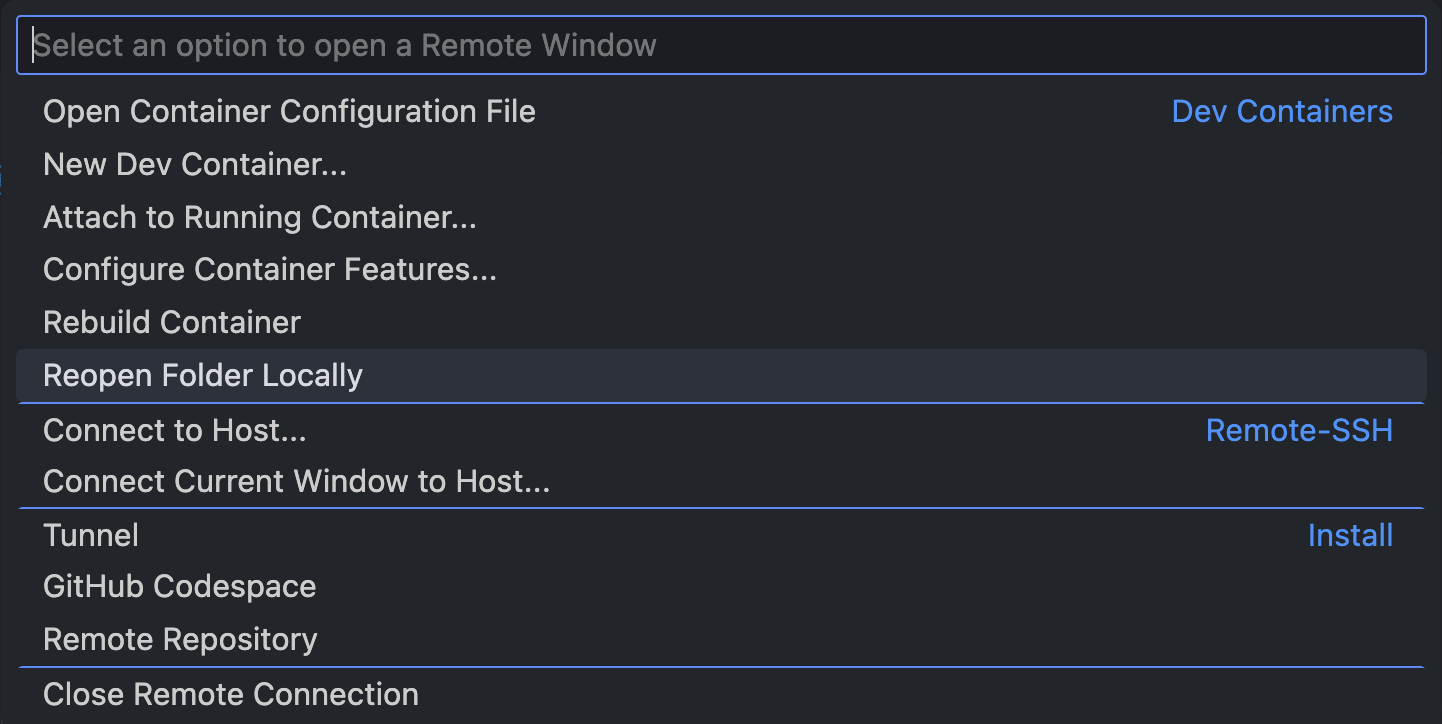 Select an option to open a Remote Window
Open Container Configuration File Dev Containers
New Dev Container...
Attach to Running Container...
Configure Container Features...
Rebuild Container
Reopen Folder Locally
Connect to Host... Remote-SSH
Connect Current Window to Host...
Tunnel Install
GitHub Codespace
Remote Repository
Close Remote Connection